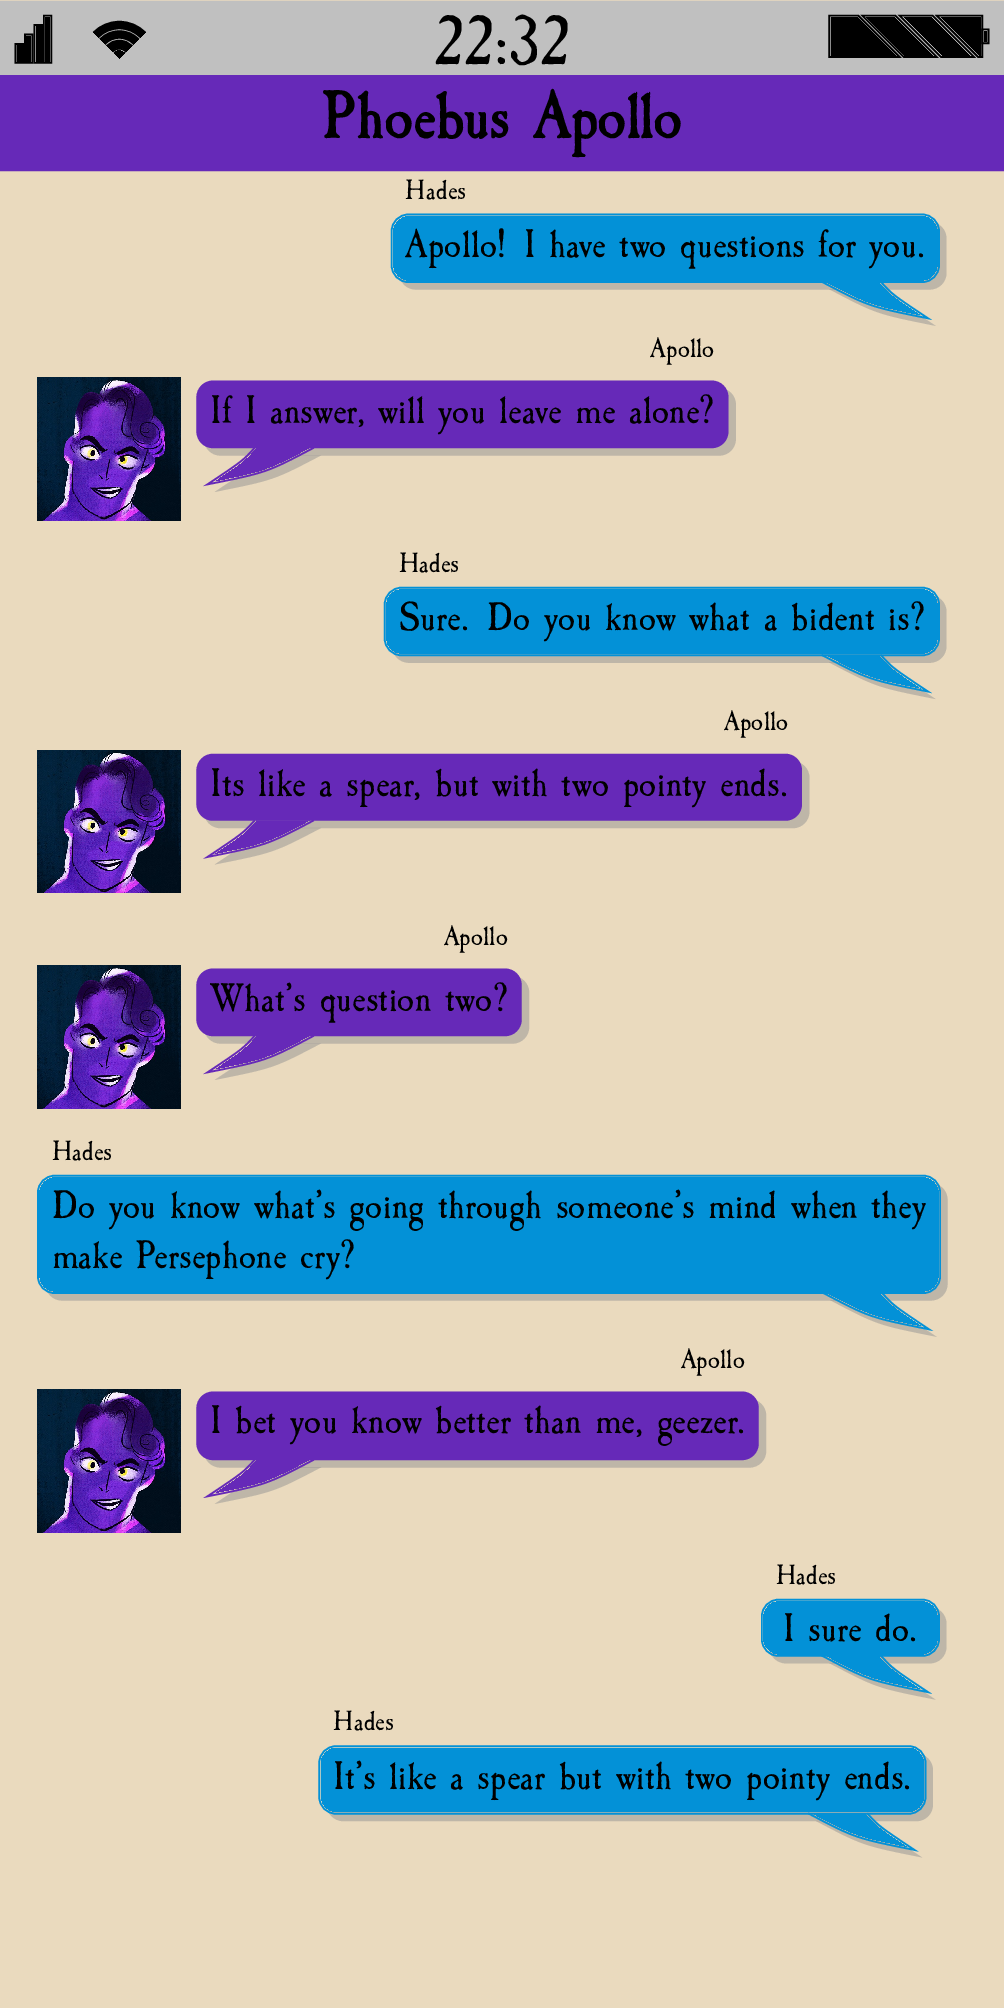 22:32
Phoebus Apollo
Hades
Apollo! I have two questions for you.
Apollo
If I answer, will you leave me alone?
Hades
Sure. Do you know what a bident is?
Apollo
Its like a spear, but with two pointy ends.
Apollo
What's question two?
Hades
Do you know what's going through someone's mind when they
make Persephone cry?
Apollo
I bet you know better than me, geezer.
Hades
I sure do.
Hades
It's like a spear but with two pointy ends.